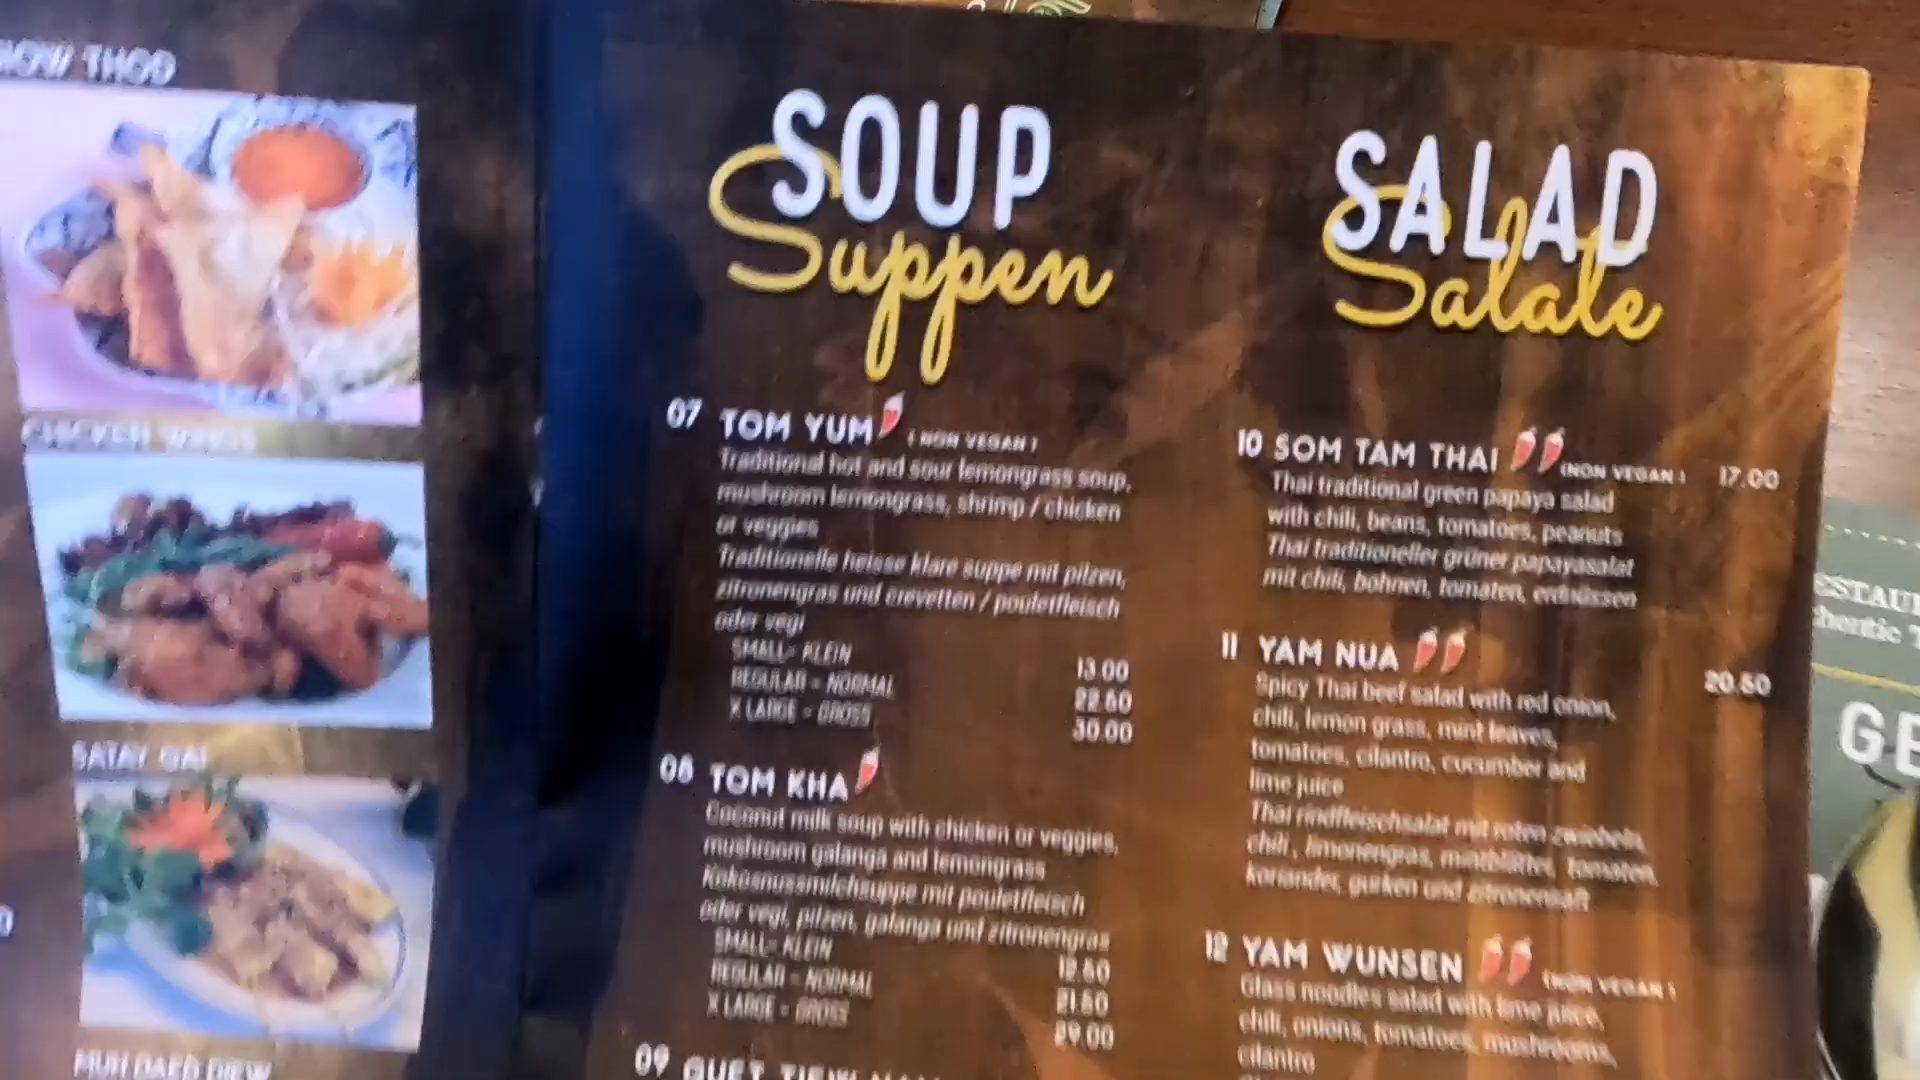 THOD
CHICKEN WINGS
SATAY GAI
SOUP
Suppen
07 TOM YUM ( NON VEGAN )
Traditional hot and sour lemongrass soup,
mushroom lemongrass, shrimp / chicken
or veggies
Traditionelle heisse klare suppe mit pilzen,
zitronengras und crevetten / pouletfleisch
oder vegi
SMALL - KLEIN 13.00
REGULAR - NORMAL 22.50
X LARGE - GROSS 30.00
08 TOM KHA
Coconut milk soup with chicken or veggies,
mushroom galanga and lemongrass
Kokosnussmilchsuppe mit pouletfleisch
oder vegi, pilzen, galanga und zitronengras
SMALL - KLEIN 12.50
REGULAR - NORMAL 21.50
X LARGE - GROSS 29.00
09
SALAD
Salate
10 SOM TAM THAI (NON VEGAN ) 17.00
Thai traditional green papaya salad
with chili, beans, tomatoes, peanuts
Thai traditioneller grüner papayasalat
mit chili, bohnen, tomaten, erdnüssen
11 YAM NUA 20.50
Spicy Thai beef salad with red onion,
chili, lemon grass, mint leaves,
tomatoes, cilantro, cucumber and
lime juice
Thai rindfleischsalat mit roten zwiebeln,
chili, limonengras, minzblätter, tomaten,
koriander, gurken und zitronensaft
12 YAM WUNSEN (NON VEGAN )
Glass noodles salad with lime juice,
chili, onions, tomatoes, mushrooms,
cilantro
GE